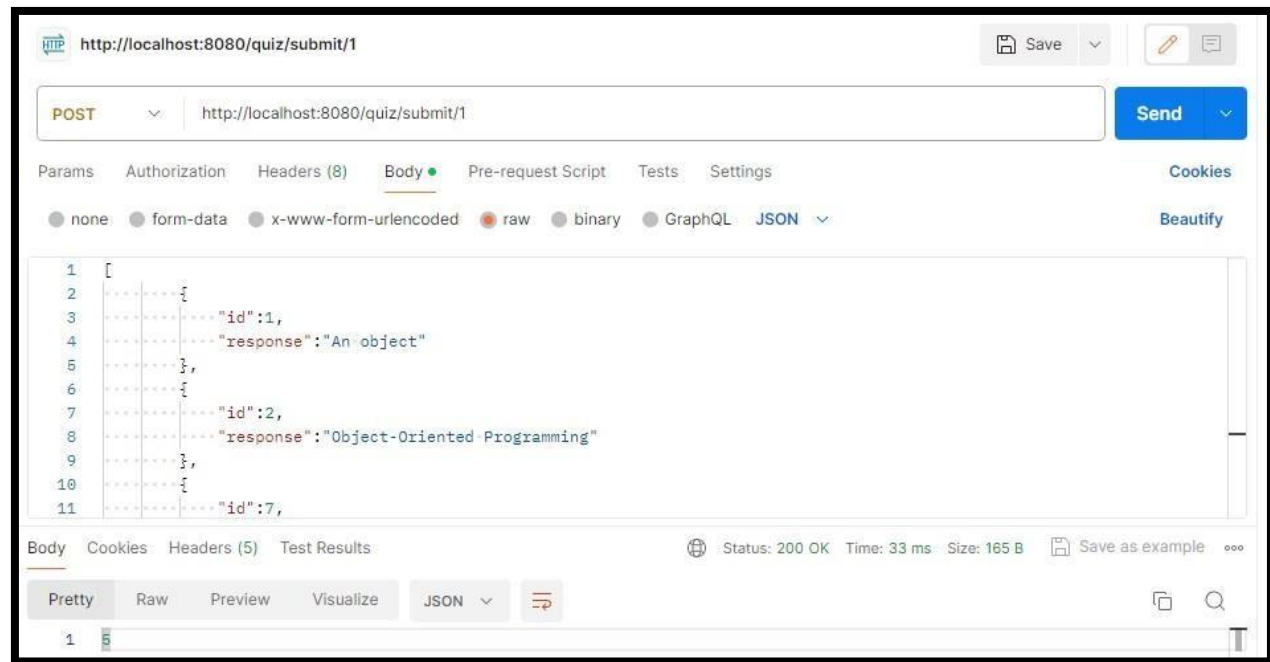 HTTP http://localhost:8080/quiz/submit/1 Save
POST http://localhost:8080/quiz/submit/1 Send
Params Authorization Headers (8) Body Pre-request Script Tests Settings Cookies
none form-data x-www-form-urlencoded raw binary GraphQL JSON Beautify
1 [
2 {
3 "id":1,
4 "response":"An object"
5 },
6 {
7 "id":2,
8 "response":"Object-Oriented Programming"
9 },
10 {
11 "id":7,
Body Cookies Headers (5) Test Results Status: 200 OK Time: 33 ms Size: 165 B Save as example
Pretty Raw Preview Visualize JSON
1 5